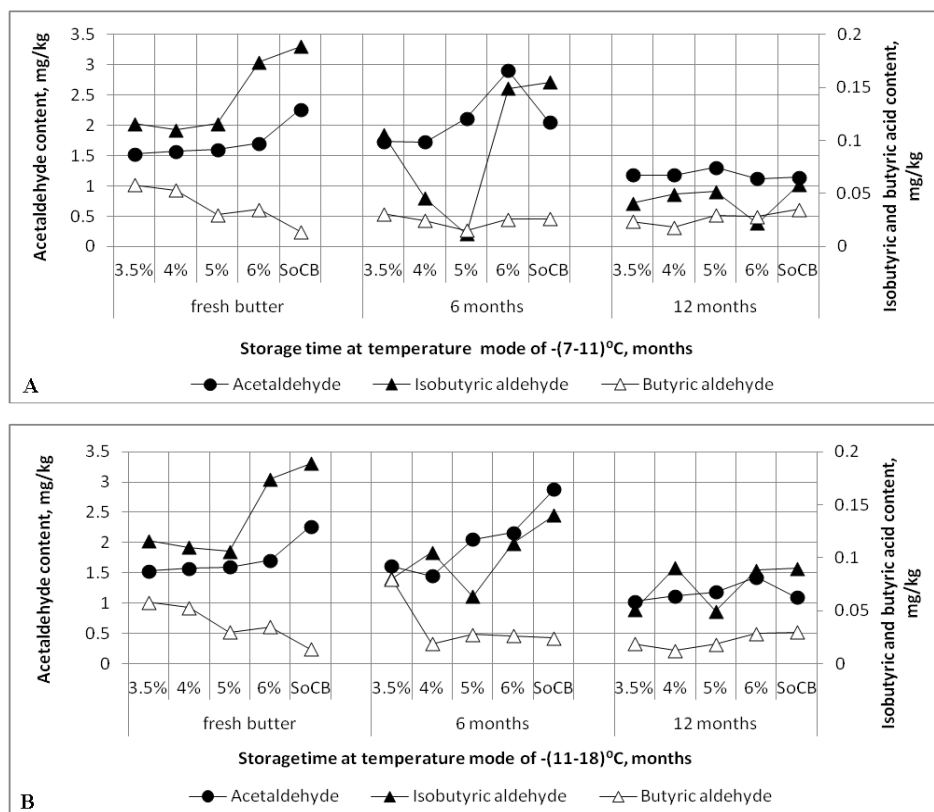 Acetaldehyde content, mg/kg
3.5
3
2.5
2
1.5
1
0.5
0
0.2
0.15
0.1
0.05
0
Isobutyric and butyric acid content,
mg/kg
3.5% 4% 5% 6% SoCB 3.5% 4% 5% 6% SoCB 3.5% 4% 5% 6% SoCB
fresh butter 6 months 12 months
Storage time at temperature mode of -(7-11)⁰C, months
A
Acetaldehyde Isobutyric aldehyde Butyric aldehyde
Acetaldehyde content, mg/kg
3.5
3
2.5
2
1.5
1
0.5
0
0.2
0.15
0.1
0.05
0
Isobutyric and butyric acid content,
mg/kg
3.5% 4% 5% 6% SoCB 3.5% 4% 5% 6% SoCB 3.5% 4% 5% 6% SoCB
fresh butter 6 months 12 months
Storagetime at temperature mode of -(11-18)⁰C, months
B
Acetaldehyde Isobutyric aldehyde Butyric aldehyde